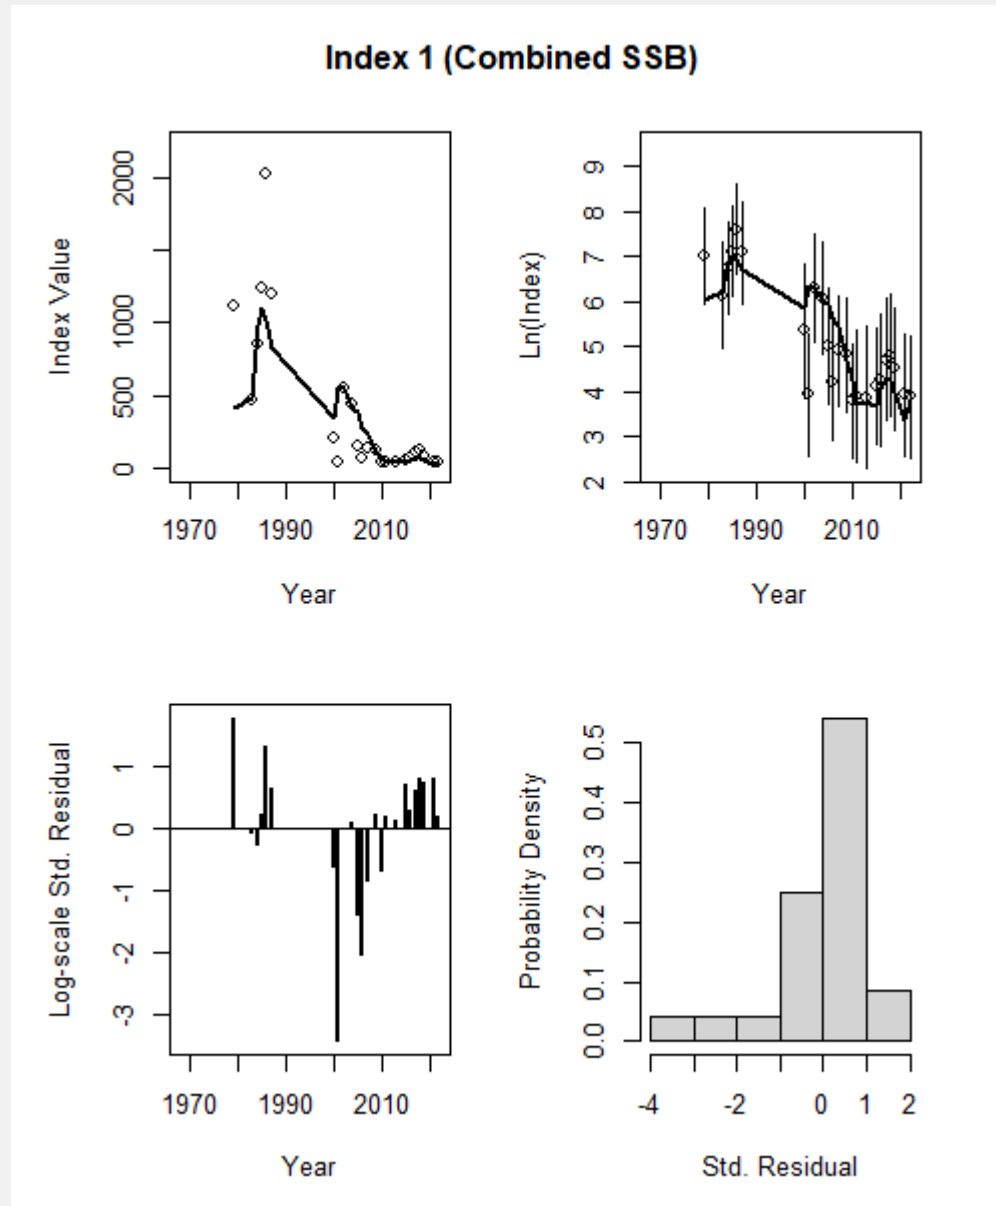 Index 1 (Combined SSB)
Index Value
2000
1000
500
0
1970 1990 2010
Year
Ln(Index)
9
8
7
6
5
4
3
2
1970 1990 2010
Year
Log-scale Std. Residual
1
0
-1
-2
-3
1970 1990 2010
Year
Probability Density
0.5
0.4
0.3
0.2
0.1
0.0
-4 -2 0 1 2
Std. Residual